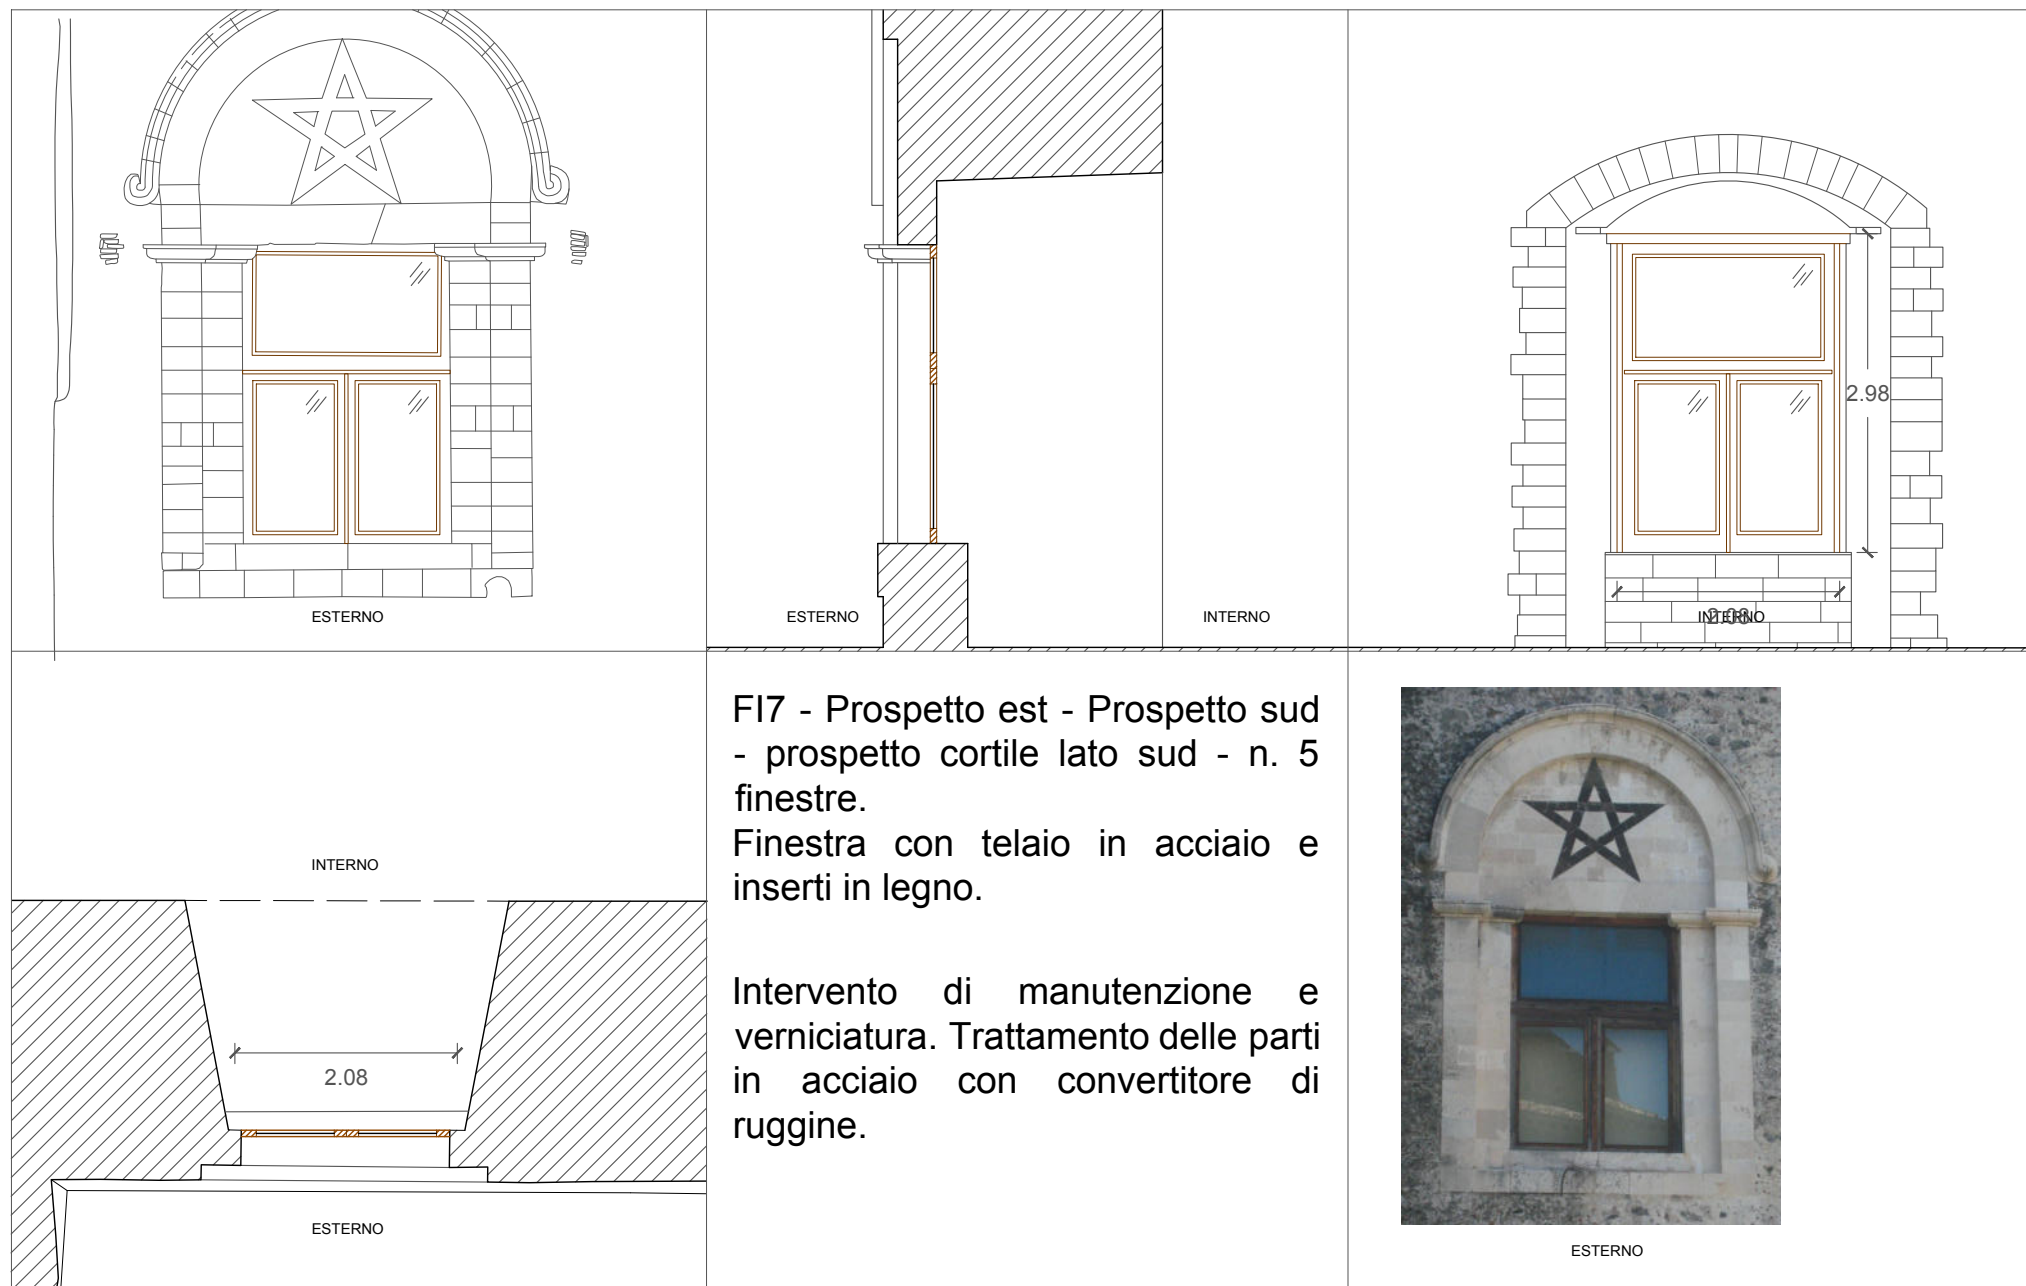 ESTERNO
ESTERNO
INTERNO
2.98
2.08
INTERNO
INTERNO
2.08
ESTERNO
FI7 - Prospetto est - Prospetto sud
- prospetto cortile lato sud - n. 5
finestre.
Finestra con telaio in acciaio e
inserti in legno.
Intervento di manutenzione e
verniciatura. Trattamento delle parti
in acciaio con convertitore di
ruggine.
ESTERNO